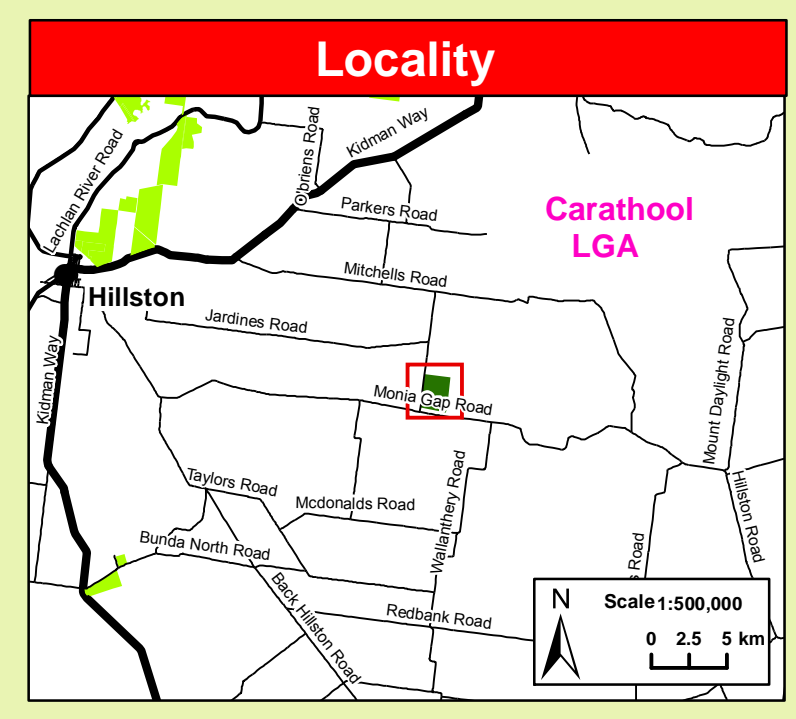 Locality
Lachlan River Road
O'briens Road
Kidman Way
Parkers Road
Carathool
LGA
Mitchells Road
Hillston
Jardines Road
Kidman Way
Mount Daylight Road
Monia Gap Road
Taylors Road
Mcdonalds Road
Wallanthery Road
Hillston Road
Bunda North Road
s Road
Back Hillston Road
Redbank Road
N
Scale 1:500,000
0 2.5 5 km